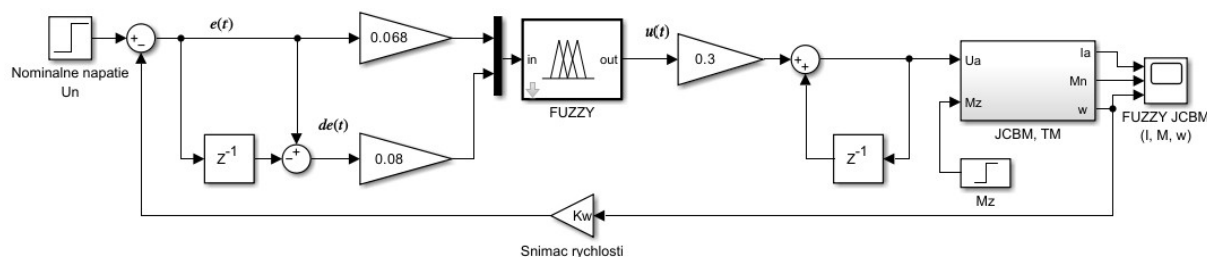 Nominalne napatie
Un
+
−
e(t)
0.068
Z⁻¹
−
+
de(t)
0.08
in
out
FUZZY
u(t)
0.3
+
+
Z⁻¹
Ua
Mz
Ia
Mn
w
JCBM, TM
Mz
FUZZY JCBM
(I, M, w)
Kw
Snimac rychlosti